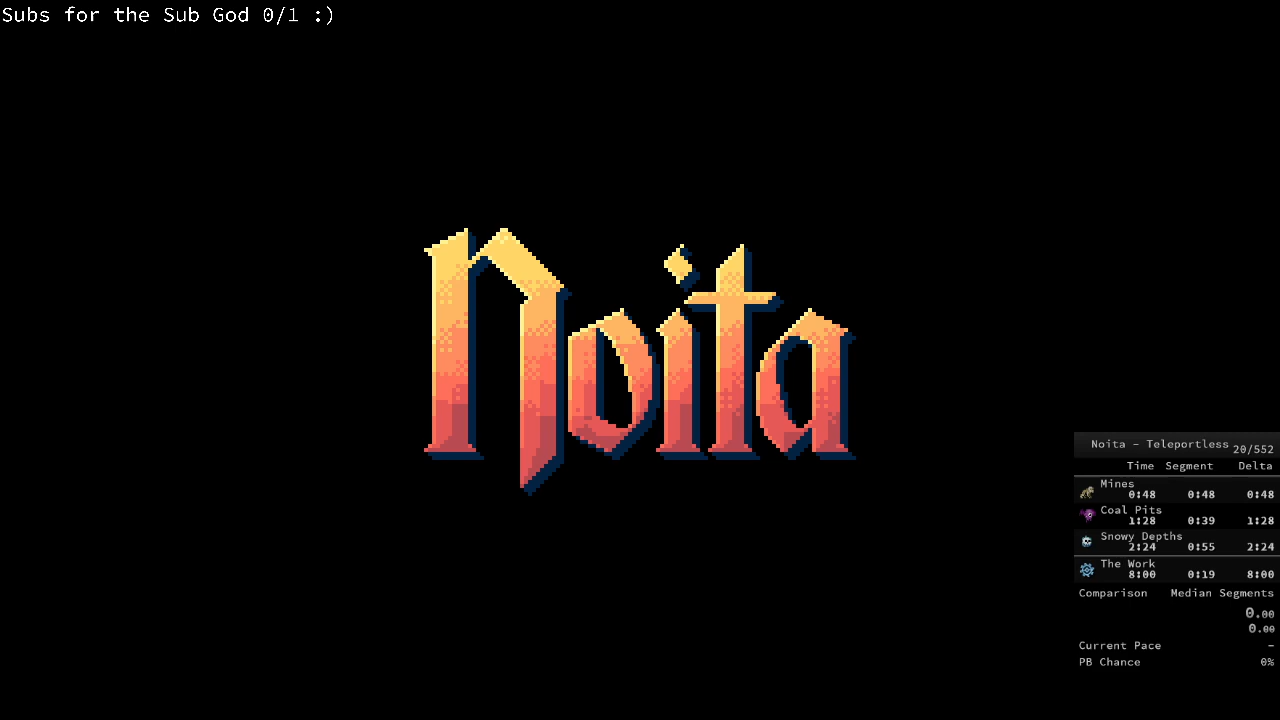 Subs for the Sub God 0/1 :)
Noita
Noita - Teleportless 20/552
Time Segment Delta
Mines
0:48 0:48 0:48
Coal Pits
1:28 0:39 1:28
Snowy Depths
2:24 0:55 2:24
The Work
8:00 0:19 8:00
Comparison Median Segments
0.00
0.00
Current Pace -
PB Chance 0%